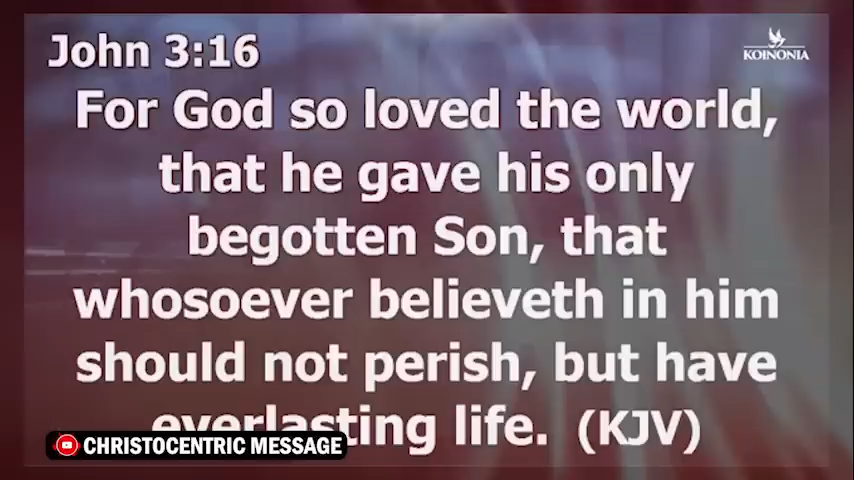 John 3:16
KOINONIA
For God so loved the world,
that he gave his only
begotten Son, that
whosoever believeth in him
should not perish, but have
everlasting life. (KJV)
CHRISTOCENTRIC MESSAGE